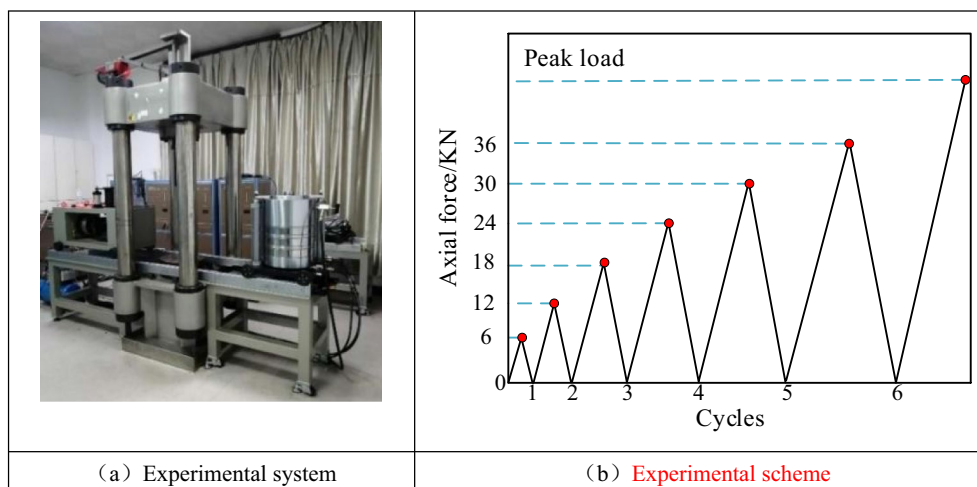 Peak load
Axial force/KN
36
30
24
18
12
6
0
1 2 3 4 5 6
Cycles
（a）Experimental system
（b）Experimental scheme